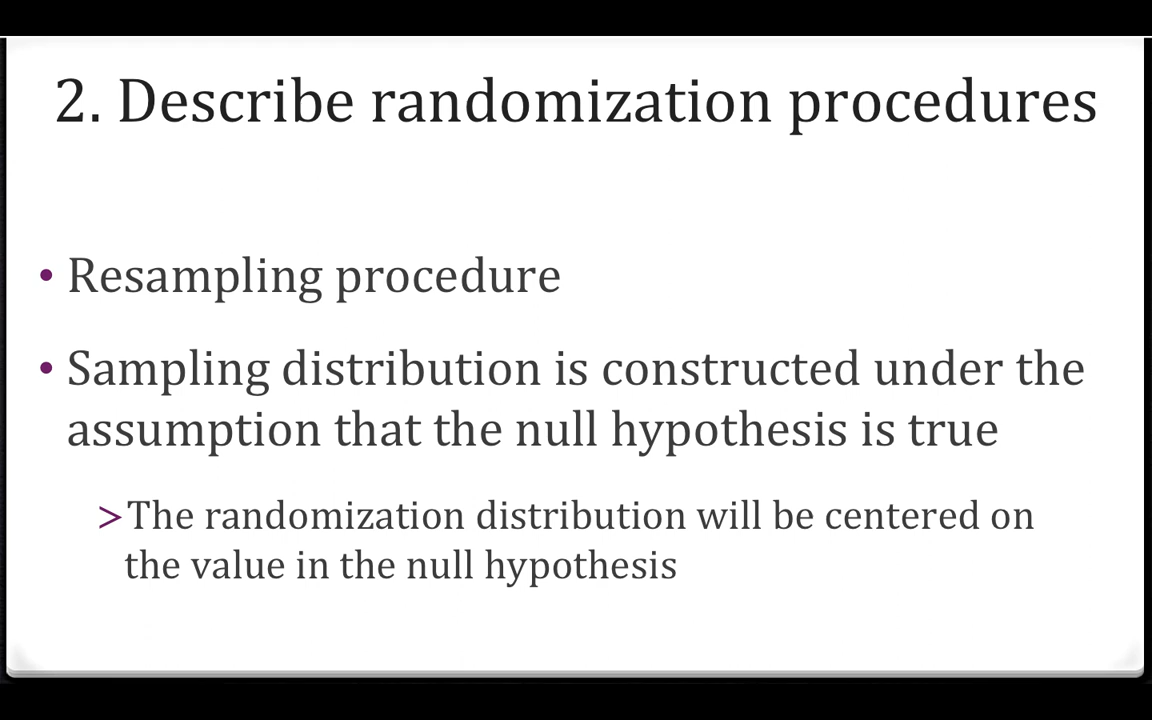 2. Describe randomization procedures
• Resampling procedure
• Sampling distribution is constructed under the
assumption that the null hypothesis is true
>The randomization distribution will be centered on
the value in the null hypothesis